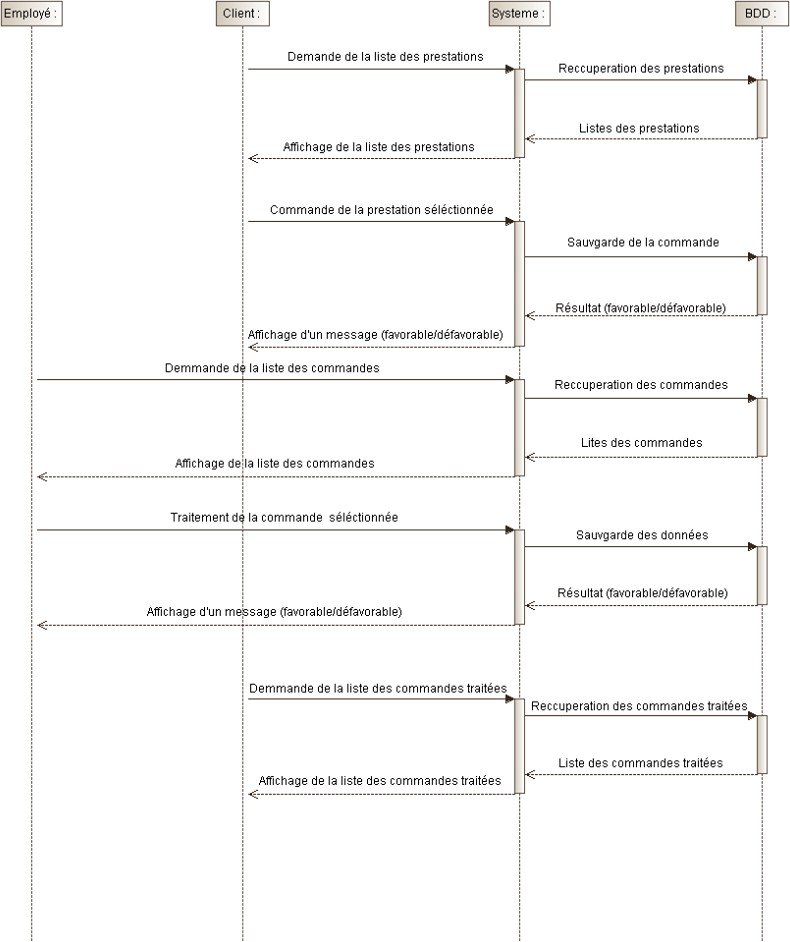 Employé :
Client :
Systeme :
BDD :
Demande de la liste des prestations
Reccuperation des prestations
Listes des prestations
Affichage de la liste des prestations
Commande de la prestation séléctionnée
Sauvgarde de la commande
Résultat (favorable/défavorable)
Affichage d'un message (favorable/défavorable)
Demmande de la liste des commandes
Reccuperation des commandes
Lites des commandes
Affichage de la liste des commandes
Traitement de la commande séléctionnée
Sauvgarde des données
Résultat (favorable/défavorable)
Affichage d'un message (favorable/défavorable)
Demmande de la liste des commandes traitées
Reccuperation des commandes traitées
Liste des commandes traitées
Affichage de la liste des commandes traitées